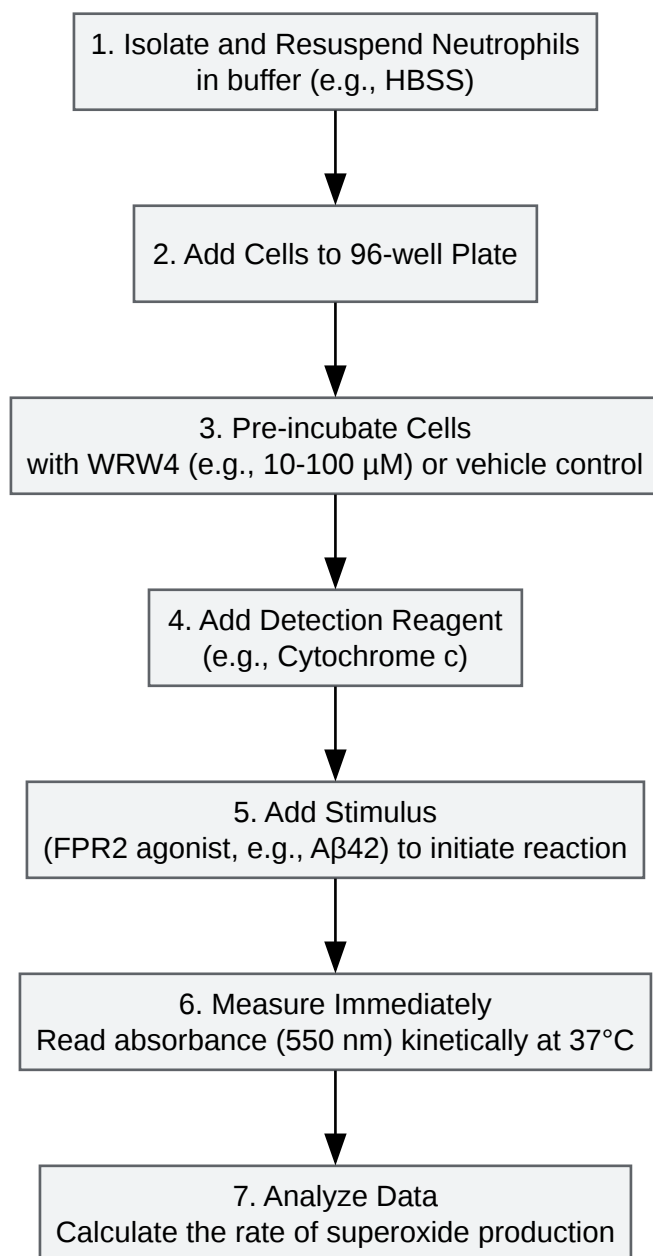 1. Isolate and Resuspend Neutrophils
in buffer (e.g., HBSS)
2. Add Cells to 96-well Plate
3. Pre-incubate Cells
with WRW4 (e.g., 10-100 µM) or vehicle control
4. Add Detection Reagent
(e.g., Cytochrome c)
5. Add Stimulus
(FPR2 agonist, e.g., Aβ42) to initiate reaction
6. Measure Immediately
Read absorbance (550 nm) kinetically at 37°C
7. Analyze Data
Calculate the rate of superoxide production